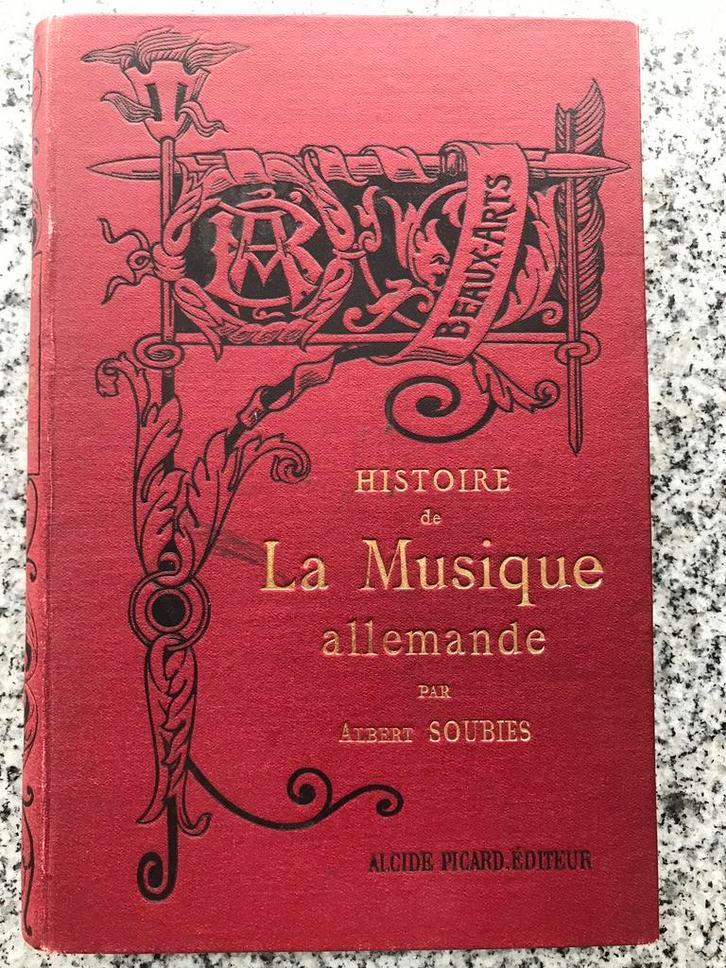 BEAUX-ARTS
HISTOIRE
de
La Musique
allemande
PAR
ALBERT SOUBIES
ALCIDE PICARD. ÉDITEUR